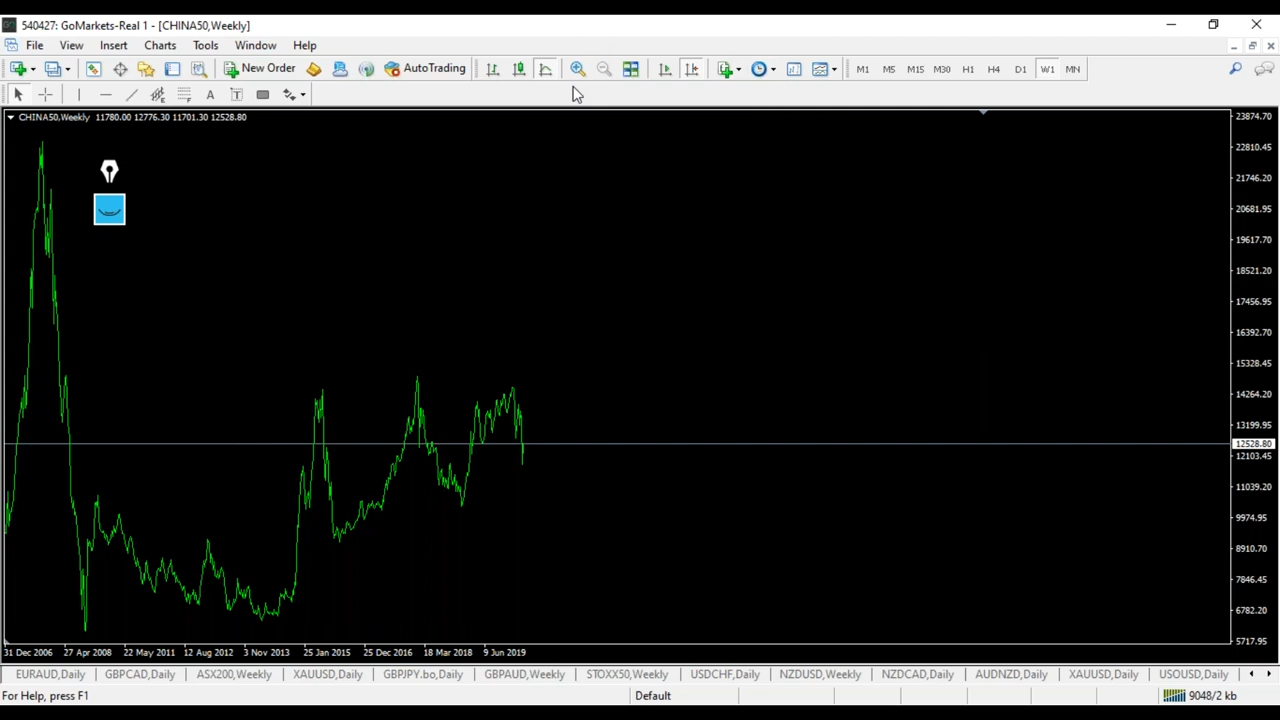 540427: GoMarkets-Real 1 - [CHINA50,Weekly]
File View Insert Charts Tools Window Help
New Order AutoTrading M1 M5 M15 M30 H1 H4 D1 W1 MN
A T
CHINA50,Weekly 11780.00 12776.30 11701.30 12528.80
23874.70
22810.45
21746.20
20681.95
19617.70
18521.20
17456.95
16392.70
15328.45
14264.20
13199.95
12528.80
12103.45
11039.20
9974.95
8910.70
7846.45
6782.20
5717.95
31 Dec 2006 27 Apr 2008 22 May 2011 12 Aug 2012 3 Nov 2013 25 Jan 2015 25 Dec 2016 18 Mar 2018 9 Jun 2019
EURAUD,Daily GBPCAD,Daily ASX200,Weekly XAUUSD,Daily GBPJPY.bo,Daily GBPAUD,Weekly STOXX50,Weekly USDCHF,Daily NZDUSD,Weekly NZDCAD,Daily AUDNZD,Daily XAUUSD,Daily USOUSD,Daily
For Help, press F1 Default 9048/2 kb